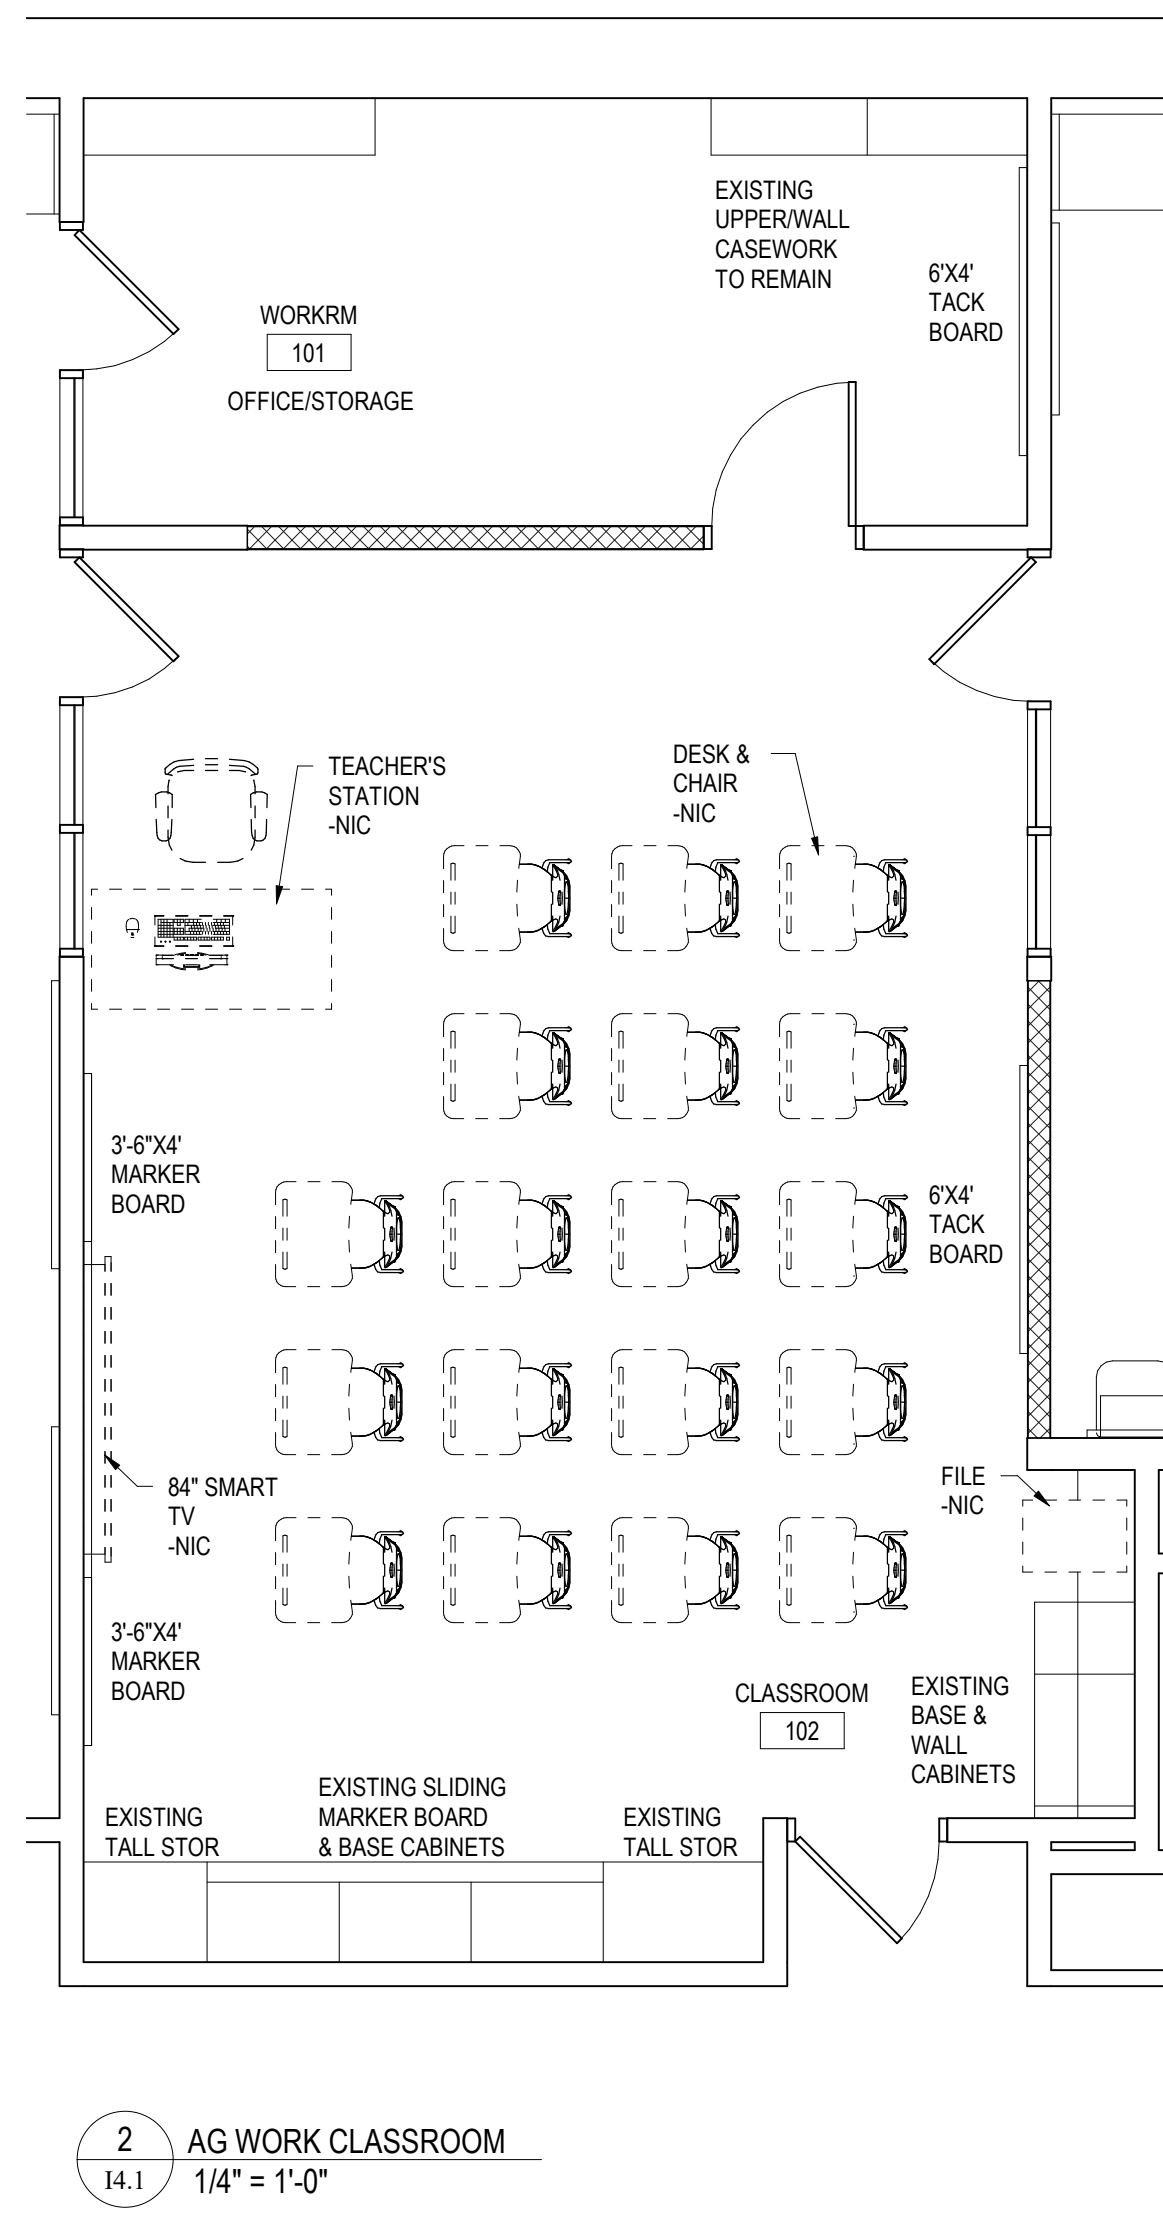 EXISTING
UPPER/WALL
CASEWORK
TO REMAIN
6'X4'
TACK
BOARD
WORKRM
101
OFFICE/STORAGE
TEACHER'S
STATION
-NIC
DESK &
CHAIR
-NIC
3'-6"X4'
MARKER
BOARD
6'X4'
TACK
BOARD
84" SMART
TV
-NIC
FILE
-NIC
3'-6"X4'
MARKER
BOARD
CLASSROOM
102
EXISTING
BASE &
WALL
CABINETS
EXISTING
TALL STOR
EXISTING SLIDING
MARKER BOARD
& BASE CABINETS
EXISTING
TALL STOR
2
I4.1
AG WORK CLASSROOM
1/4" = 1'-0"